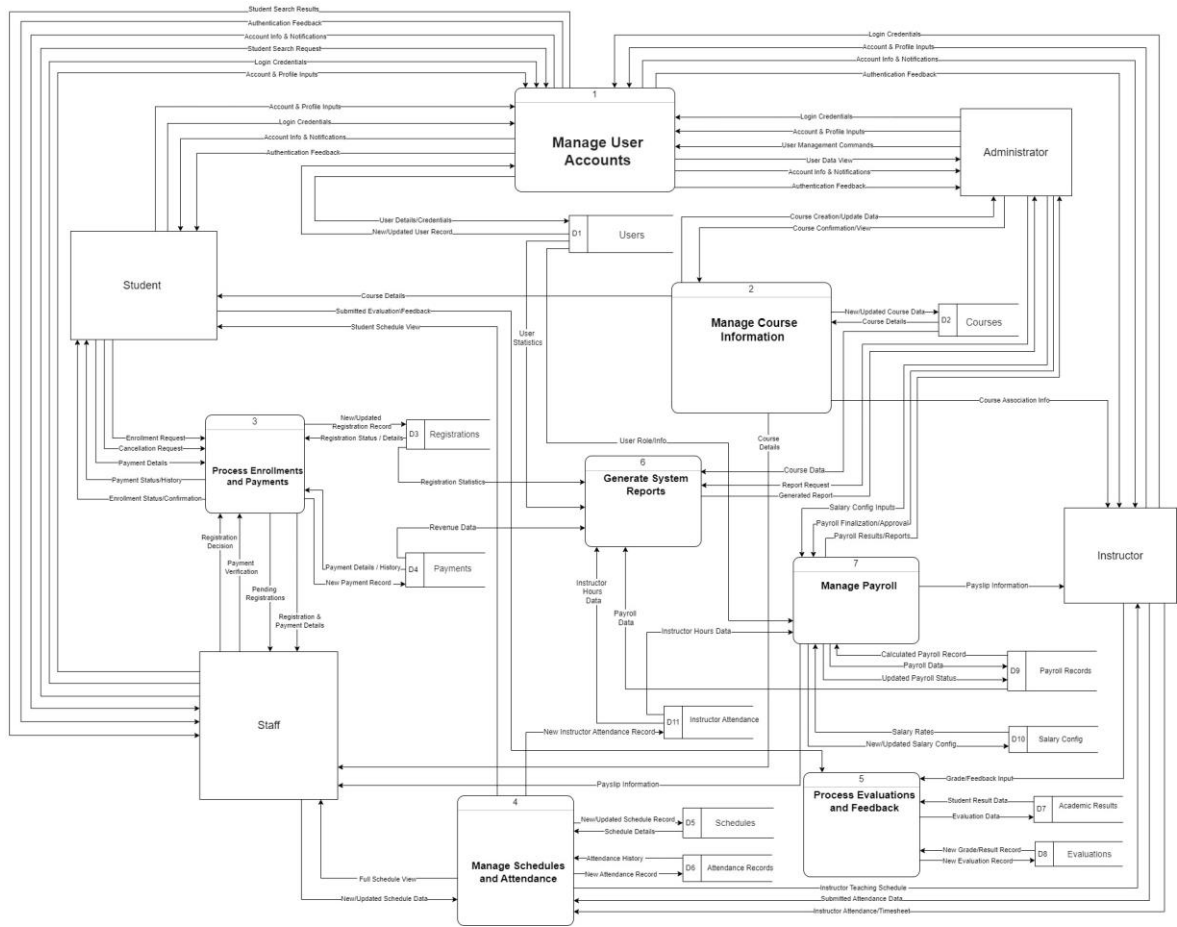 Student Search Results
Authentication Feedback
Account Info & Notifications
Student Search Request
Login Credentials
Account & Profile Inputs
Login Credentials
Account & Profile Inputs
Account Info & Notifications
Authentication Feedback
1
Manage User
Accounts
Account & Profile Inputs
Login Credentials
Account Info & Notifications
Authentication Feedback
Login Credentials
Account & Profile Inputs
User Management Commands
User Data View
Account Info & Notifications
Authentication Feedback
Administrator
User Details/Credentials
New/Updated User Record
D1
Users
Course Creation/Update Data
Course Confirmation/View
Student
Course Details
Submitted Evaluation\Feedback
Student Schedule View
User
Statistics
2
Manage Course
Information
New/Updated Course Data
Course Details
D2
Courses
Course Association Info
Course
Details
3
Process Enrollments
and Payments
New/Updated
Registration Record
Registration Status / Details
D3
Registrations
Enrollment Request
Cancellation Request
Payment Details
Payment Status/History
Enrollment Status/Confirmation
Registration Statistics
User Role/Info
6
Generate System
Reports
Course Data
Report Request
Generated Report
Salary Config Inputs
Payroll Finalization/Approval
Payroll Results/Reports
Revenue Data
Registration
Decision
Payment
Verification
Pending
Registrations
Registration &
Payment Details
Payment Details / History
New Payment Record
D4
Payments
Instructor
Hours
Data
Payroll
Data
7
Manage Payroll
Payslip Information
Instructor
Instructor Hours Data
Calculated Payroll Record
Payroll Data
Updated Payroll Status
D9
Payroll Records
Staff
New Instructor Attendance Record
D11
Instructor Attendance
Salary Rates
New/Updated Salary Config
D10
Salary Config
Payslip Information
5
Process Evaluations
and Feedback
Grade/Feedback Input
Student Result Data
Evaluation Data
D7
Academic Results
New Grade/Result Record
New Evaluation Record
D8
Evaluations
4
Manage Schedules
and Attendance
New/Updated Schedule Record
Schedule Details
D5
Schedules
Attendance History
New Attendance Record
D6
Attendance Records
Full Schedule View
New/Updated Schedule Data
Instructor Teaching Schedule
Submitted Attendance Data
Instructor Attendance/Timesheet